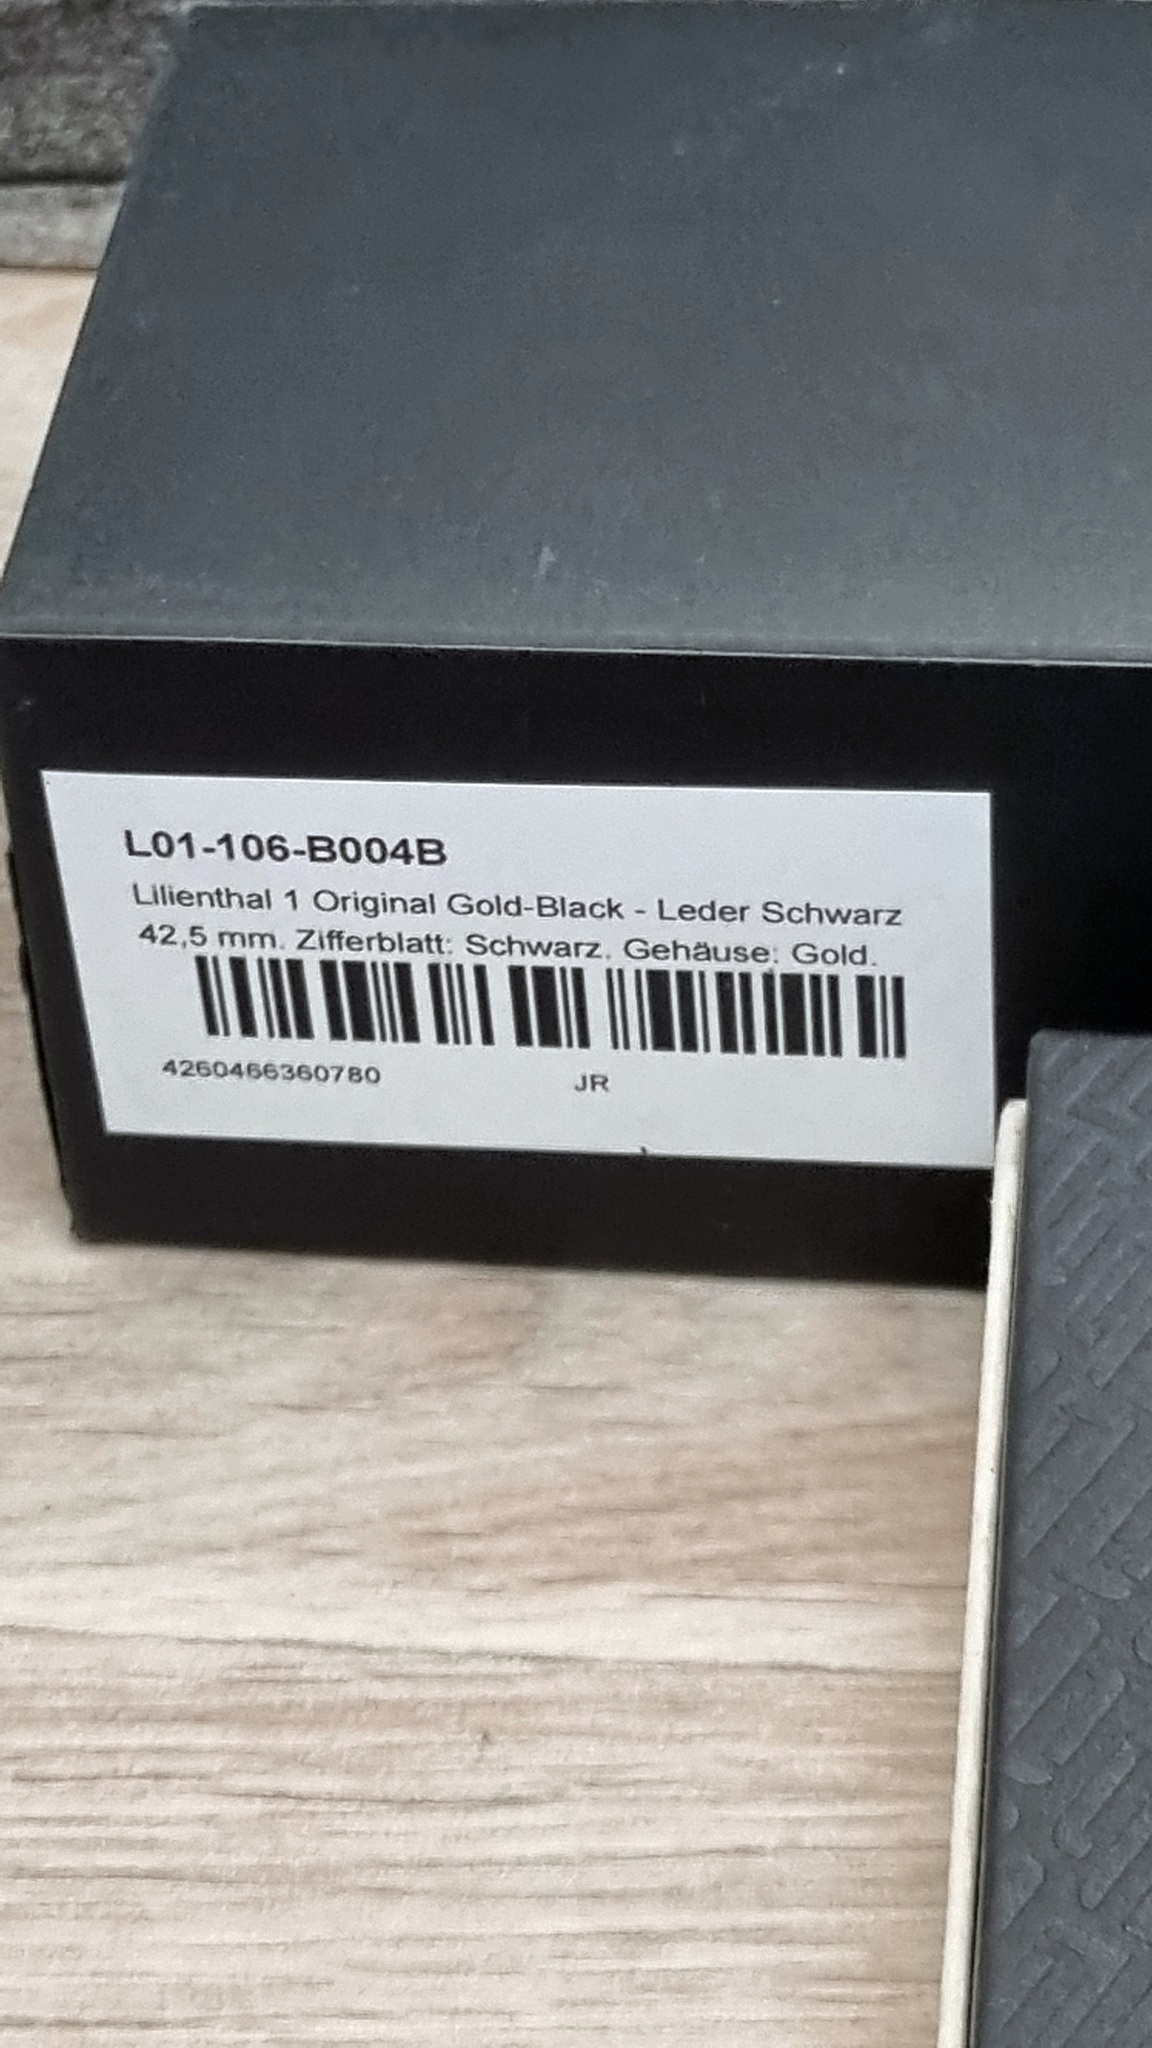 L01-106-B004B
Lilienthal 1 Original Gold-Black - Leder Schwarz
42,5 mm. Zifferblatt: Schwarz. Gehäuse: Gold.
4260466360780 JR